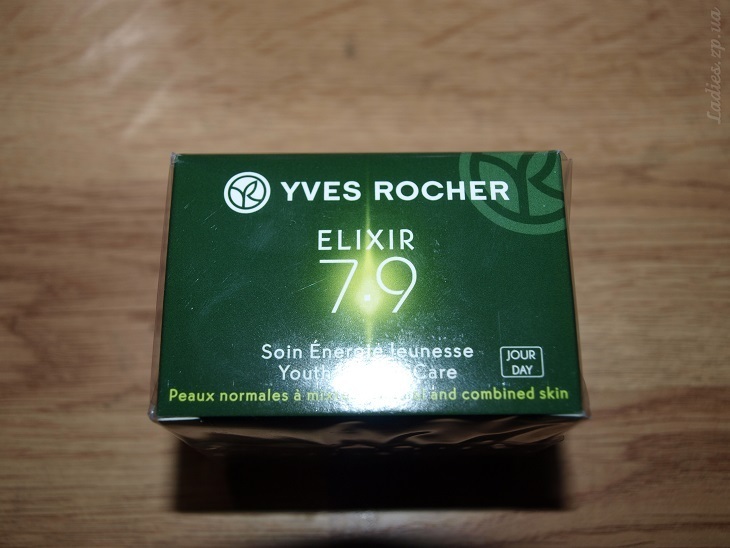 YVES ROCHER
ELIXIR
7.9
Soin Énergie Jeunesse
Youth Care
JOUR
DAY
Peaux normales à and combined skin
Ladies.zp.ua